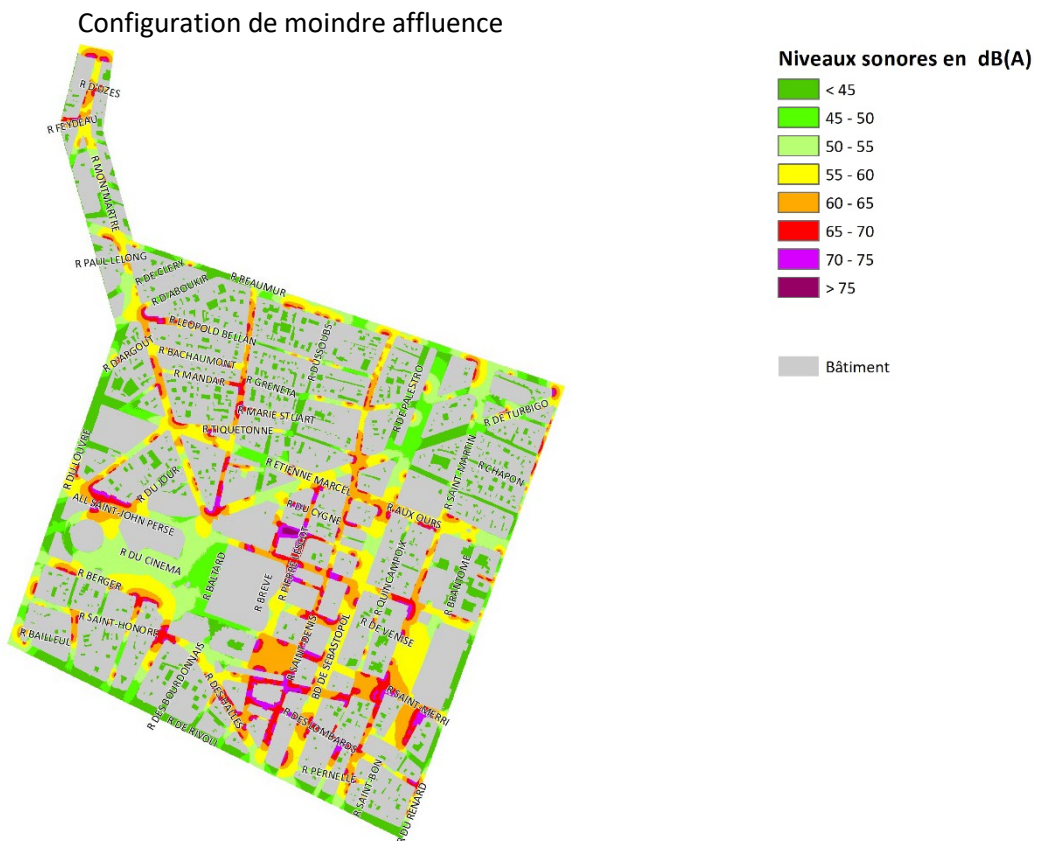 Configuration de moindre affluence
Niveaux sonores en dB(A)
< 45
45 - 50
50 - 55
55 - 60
60 - 65
65 - 70
70 - 75
> 75
Bâtiment
R D'UZES
R FEYDEAU
R MONTMARTRE
R PAUL LELONG
R DE CLERY
R D'ABOUKIR
R REAUMUR
R LEOPOLD BELLAN
R DUSSOUBS
R D'ARGOUT
R BACHAUMONT
R MANDAR
R GRENETA
R DE PALESTRO
R MARIE STUART
R DE TURBIGO
R TIQUETONNE
R SAINT-MARTIN
R CHAPON
R ETIENNE MARCEL
R DU LOUVRE
R DU JOUR
R DU CYGNE
R AUX OURS
ALL SAINT-JOHN PERSE
R DU CINEMA
R BALTARD
R BREVE
R PIERRE LESCOT
R QUINCAMPOIX
R BRANTOME
R BERGER
R SAINT-HONORE
R BAILLEUL
R DE VENISE
R SAINT-DENIS
BD DE SEBASTOPOL
R DES BOURDONNAIS
R DES HALLES
R SAINT-MERRI
R DES LOMBARDS
R DE RIVOLI
R PERNELLE
R SAINT-BON
R DU RENARD